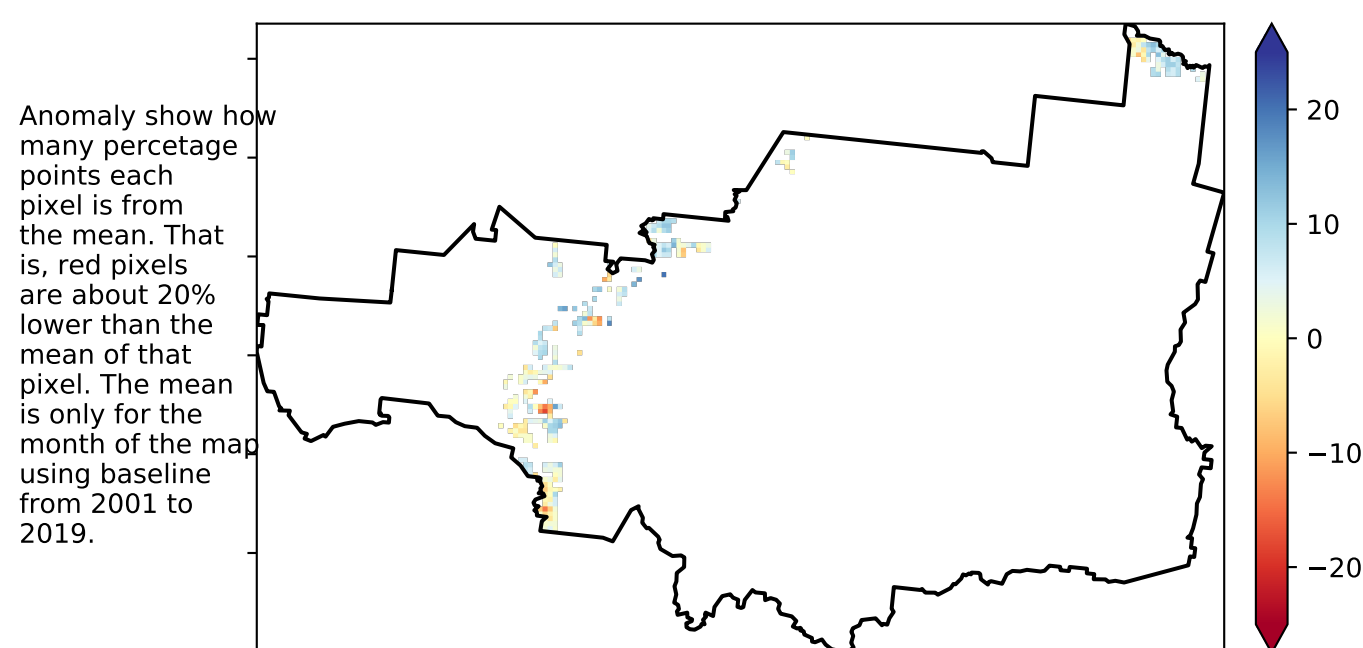 Anomaly show how
many percetage
points each
pixel is from
the mean. That
is, red pixels
are about 20%
lower than the
mean of that
pixel. The mean
is only for the
month of the map
using baseline
from 2001 to
2019.
20
10
0
−10
−20